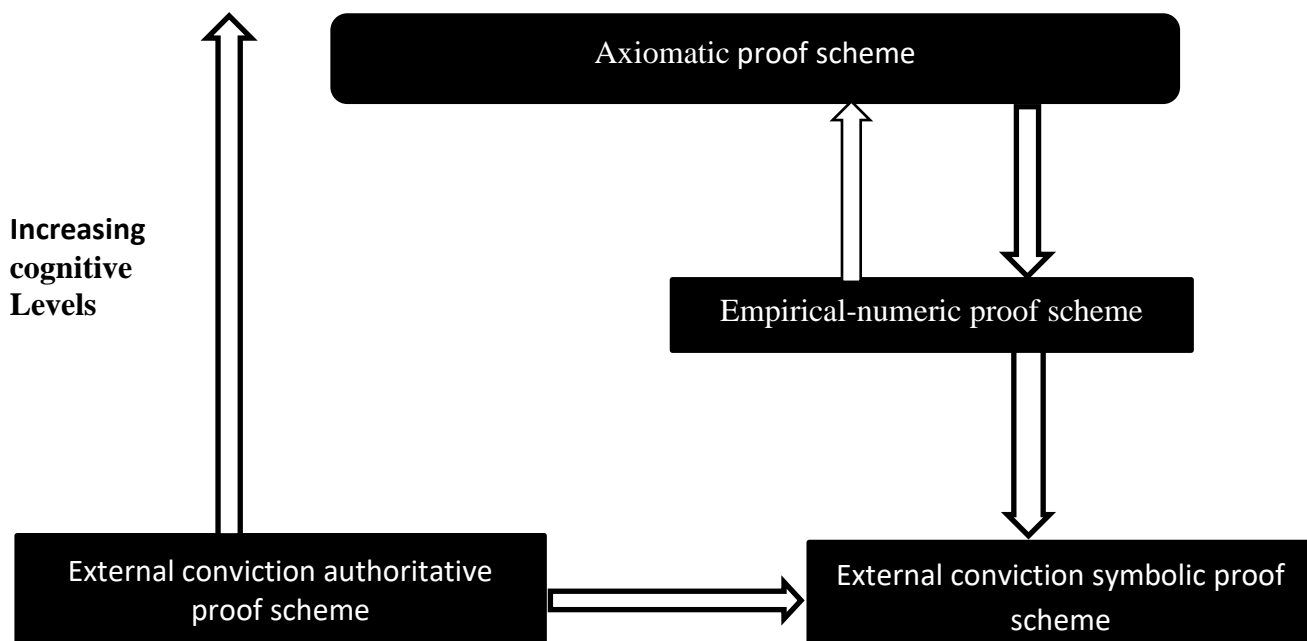 Axiomatic proof scheme
Increasing
cognitive
Levels
Empirical-numeric proof scheme
External conviction authoritative
proof scheme
External conviction symbolic proof
scheme